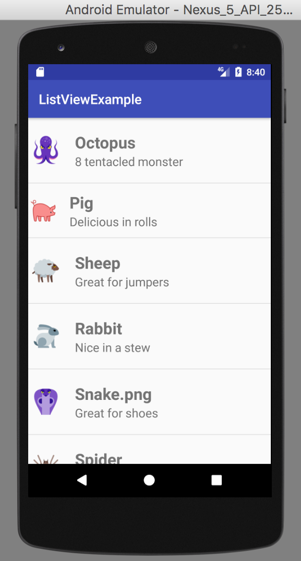 Android Emulator - Nexus_5_API_25...
4G 8:40
ListViewExample
Octopus
8 tentacled monster
Pig
Delicious in rolls
Sheep
Great for jumpers
Rabbit
Nice in a stew
Snake.png
Great for shoes
Spider